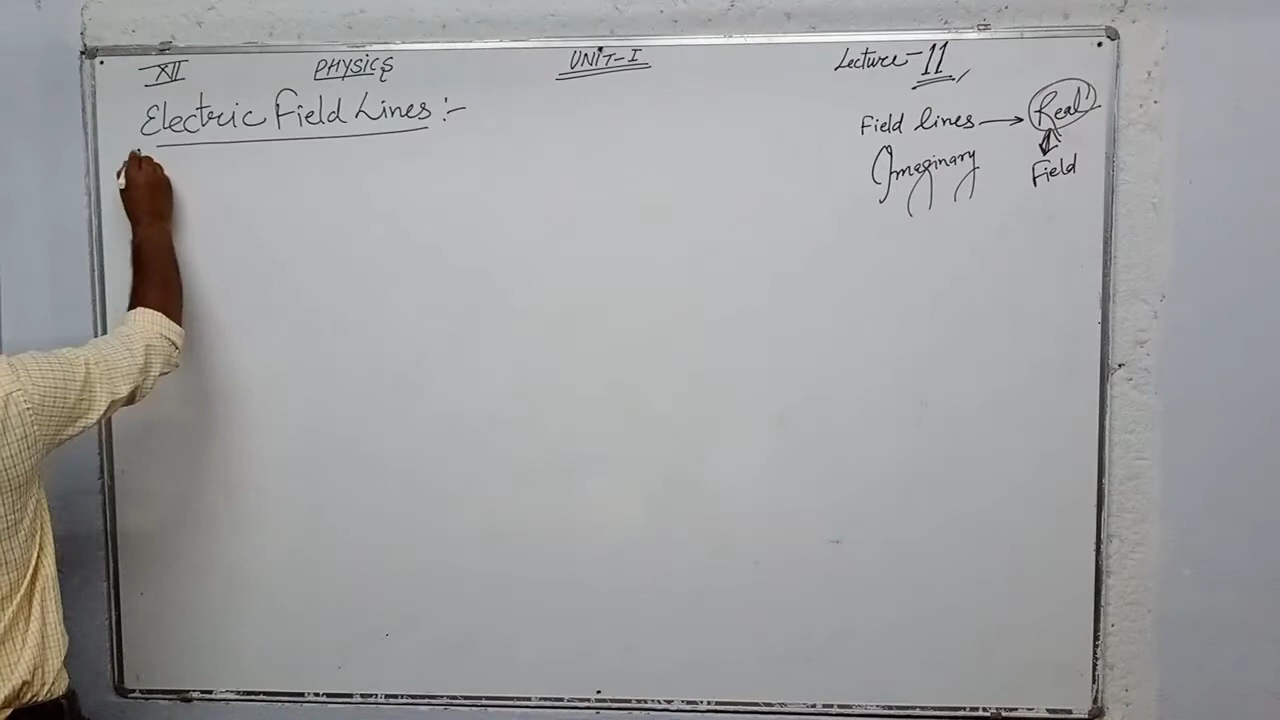 XII PHYSICS UNIT-I Lecture-11
Electric Field Lines :-
Field lines → Real
Imaginary
Field